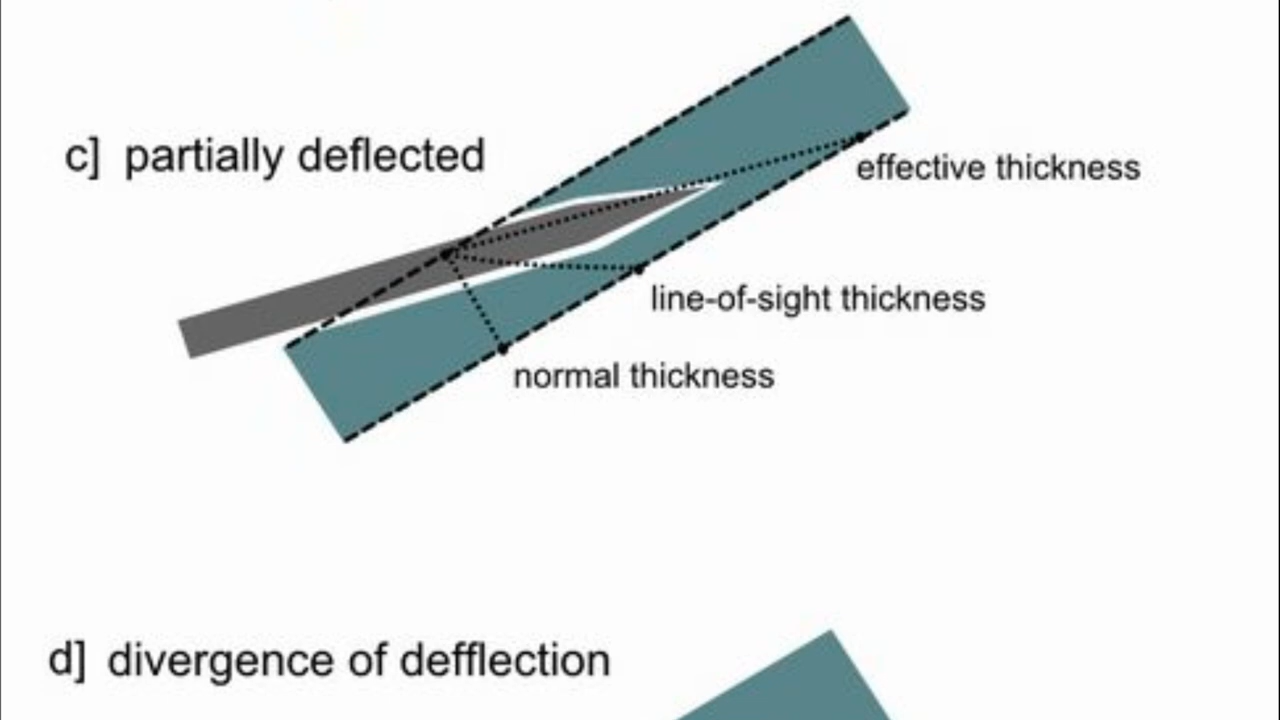 c] partially deflected
effective thickness
line-of-sight thickness
normal thickness
d] divergence of defflection